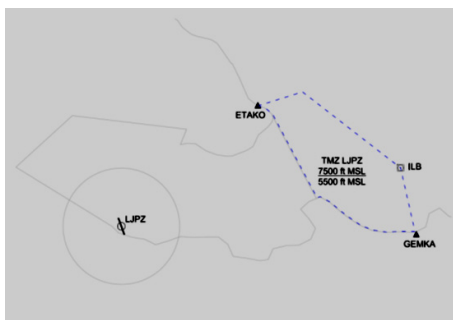 ETAKO
TMZ LJPZ
7500 ft MSL
5500 ft MSL
ILB
LJPZ
GEMKA